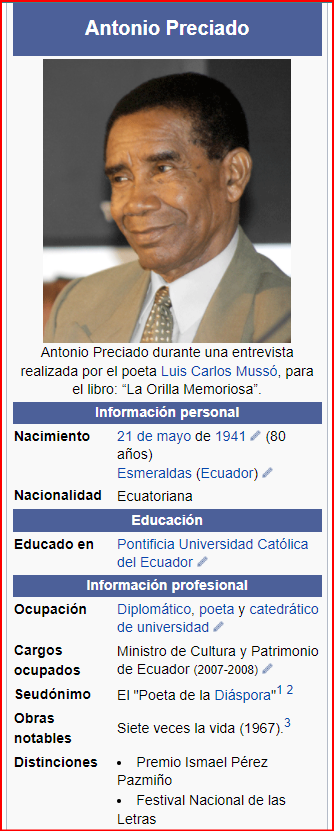 Antonio Preciado
Antonio Preciado durante una entrevista
realizada por el poeta Luis Carlos Mussó, para
el libro: “La Orilla Memoriosa”.
Información personal
Nacimiento 21 de mayo de 1941 (80
años)
Esmeraldas (Ecuador)
Nacionalidad Ecuatoriana
Educación
Educado en Pontificia Universidad Católica
del Ecuador
Información profesional
Ocupación Diplomático, poeta y catedrático
de universidad
Cargos ocupados Ministro de Cultura y Patrimonio
de Ecuador (2007-2008)
Seudónimo El "Poeta de la Diáspora"1 2
Obras notables Siete veces la vida (1967).3
Distinciones • Premio Ismael Pérez
Pazmiño
• Festival Nacional de las
Letras